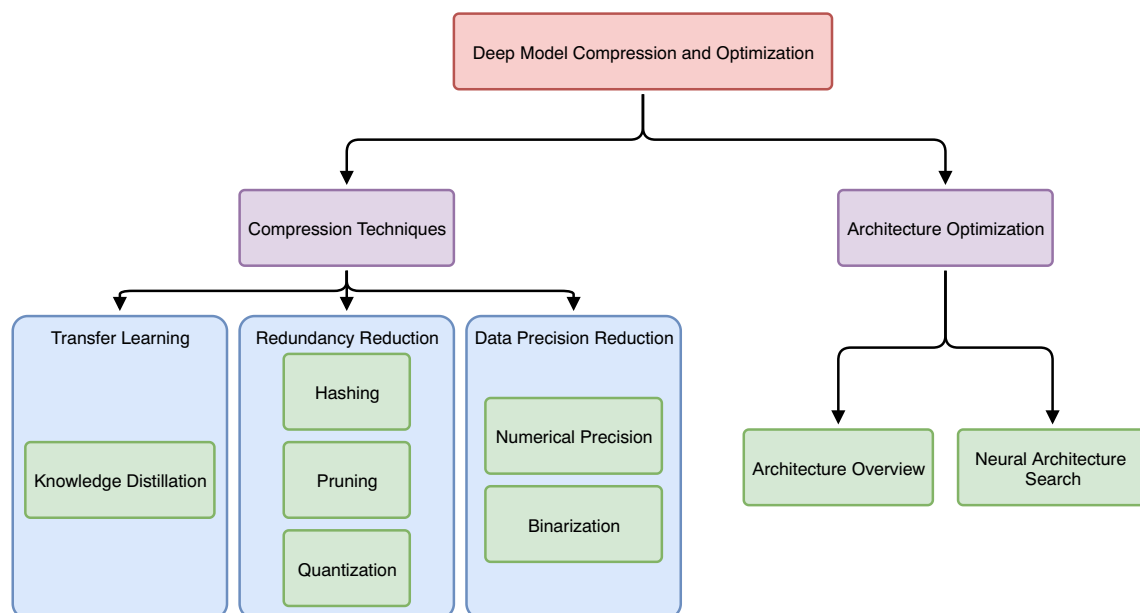 Deep Model Compression and Optimization
Compression Techniques
Architecture Optimization
Transfer Learning
Redundancy Reduction
Data Precision Reduction
Knowledge Distillation
Hashing
Pruning
Quantization
Numerical Precision
Binarization
Architecture Overview
Neural Architecture
Search